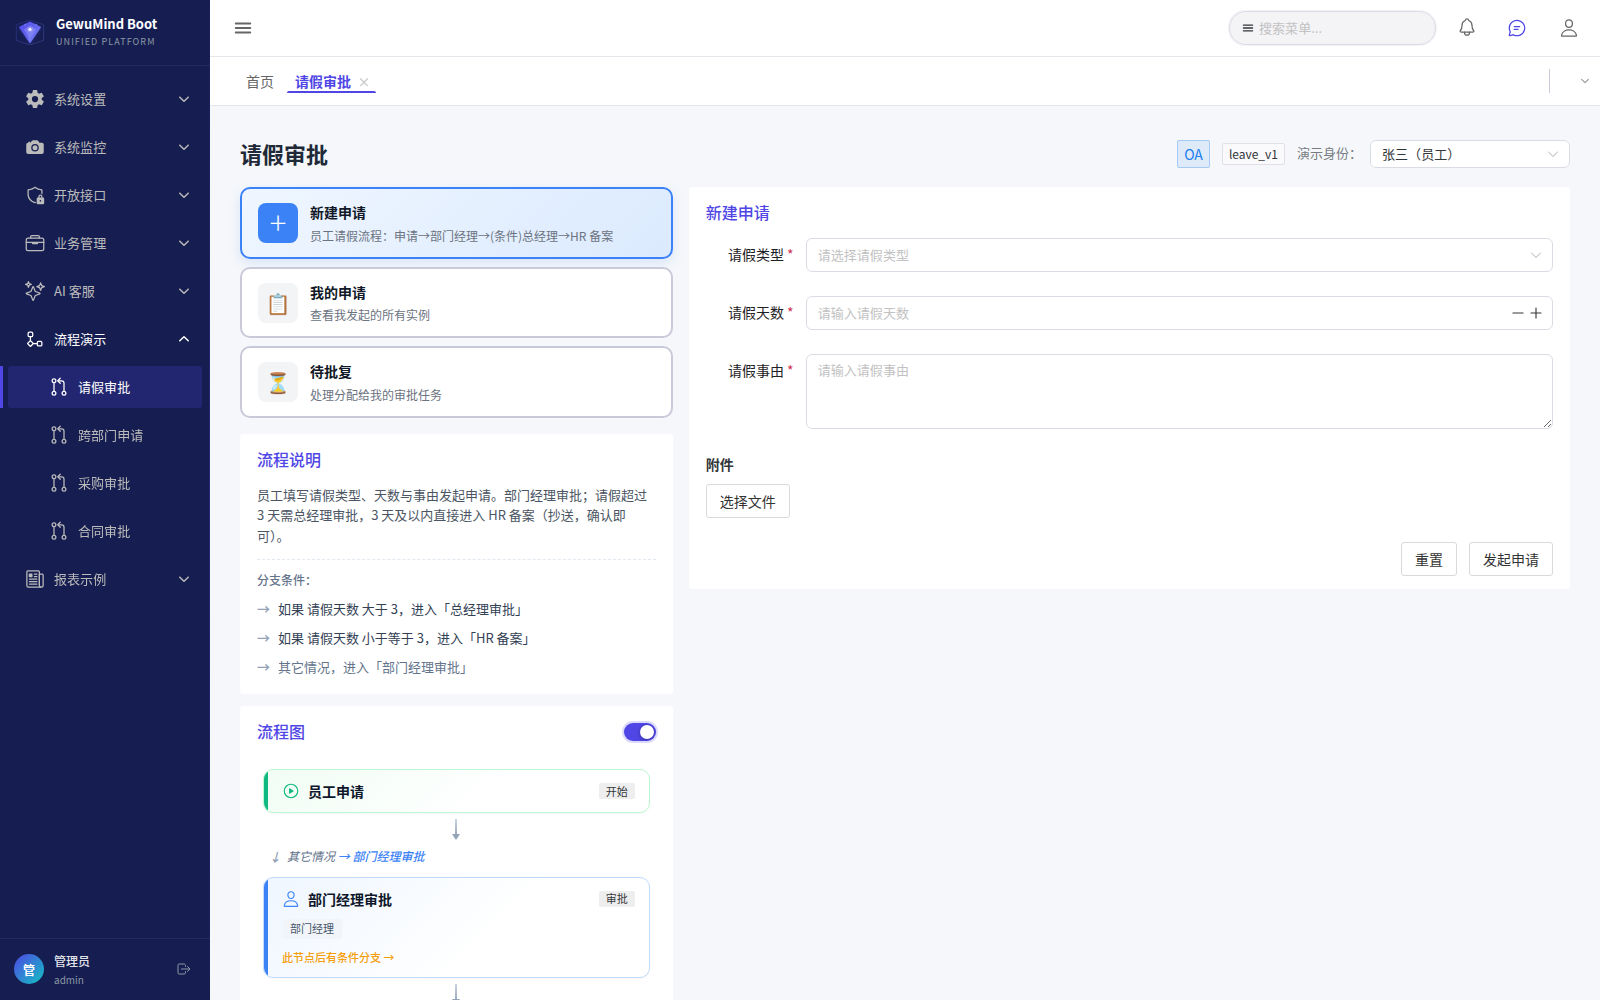 GewuMind Boot
UNIFIED PLATFORM
系统设置
系统监控
开放接口
业务管理
AI 客服
流程演示
请假审批
跨部门申请
采购审批
合同审批
报表示例
管
管理员
admin
搜索菜单...
首页
请假审批
请假审批
OA
leave_v1
演示身份：
张三（员工）
新建申请
员工请假流程：申请→部门经理→(条件)总经理→HR 备案
我的申请
查看我发起的所有实例
待批复
处理分配给我的审批任务
流程说明
员工填写请假类型、天数与事由发起申请。部门经理审批；请假超过
3 天需总经理审批，3 天及以内直接进入 HR 备案（抄送，确认即
可）。
分支条件：
→ 如果 请假天数 大于 3，进入「总经理审批」
→ 如果 请假天数 小于等于 3，进入「HR 备案」
→ 其它情况，进入「部门经理审批」
流程图
员工申请
开始
↓ 其它情况 → 部门经理审批
部门经理审批
审批
部门经理
此节点后有条件分支 →
新建申请
请假类型 *
请选择请假类型
请假天数 *
请输入请假天数
请假事由 *
请输入请假事由
附件
选择文件
重置
发起申请